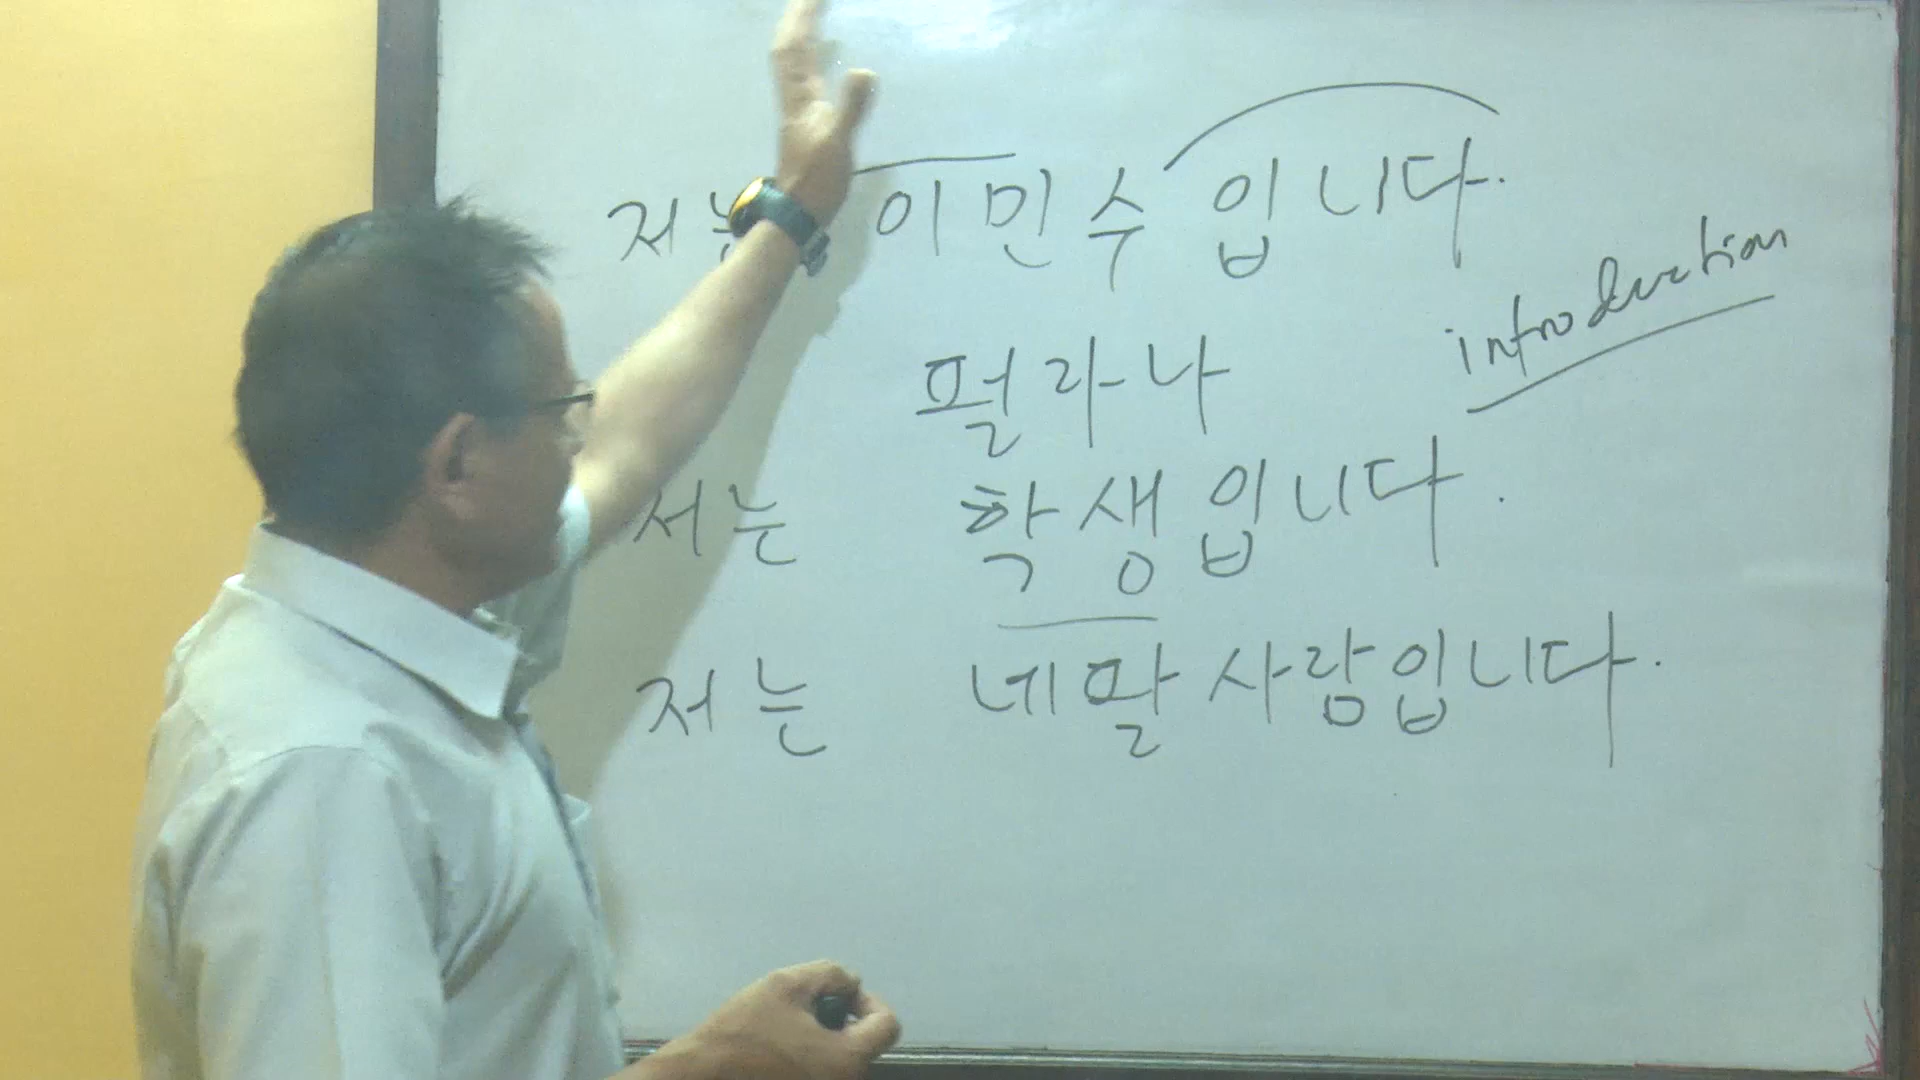 저는 이민수입니다.
introduction
펄라나
저는 학생입니다.
저는 네팔사람입니다.